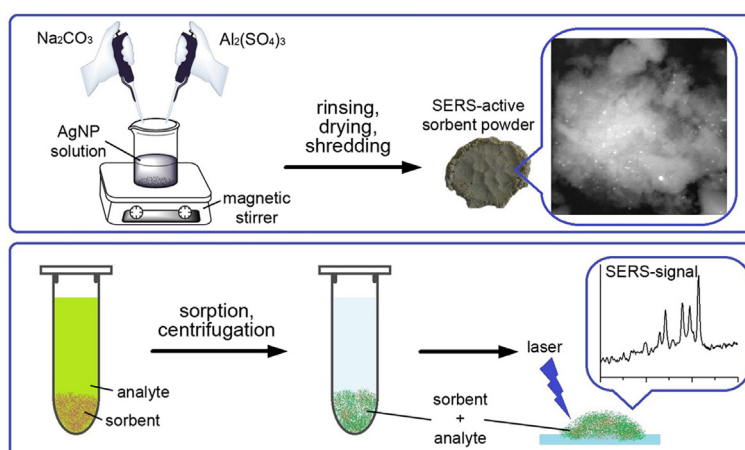 Na₂CO₃
Al₂(SO₄)₃
AgNP
solution
magnetic
stirrer
rinsing,
drying,
shredding
SERS-active
sorbent powder
sorption,
centrifugation
analyte
sorbent
sorbent
+
analyte
laser
SERS-signal